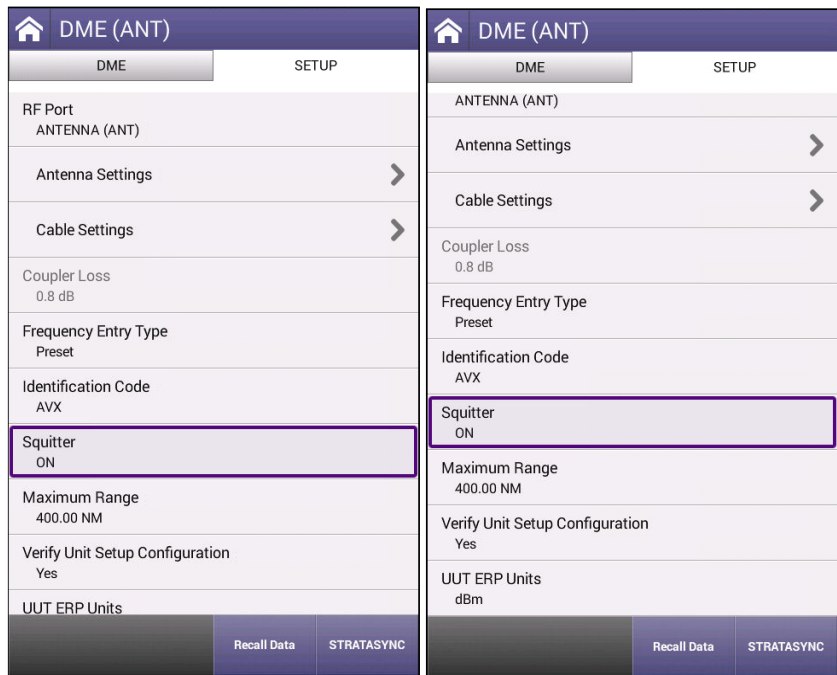 DME (ANT)
DME
SETUP
RF Port
ANTENNA (ANT)
Antenna Settings
Cable Settings
Coupler Loss
0.8 dB
Frequency Entry Type
Preset
Identification Code
AVX
Squitter
ON
Maximum Range
400.00 NM
Verify Unit Setup Configuration
Yes
UUT ERP Units
Recall Data
STRATASYNC
DME (ANT)
DME
SETUP
ANTENNA (ANT)
Antenna Settings
Cable Settings
Coupler Loss
0.8 dB
Frequency Entry Type
Preset
Identification Code
AVX
Squitter
ON
Maximum Range
400.00 NM
Verify Unit Setup Configuration
Yes
UUT ERP Units
dBm
Recall Data
STRATASYNC